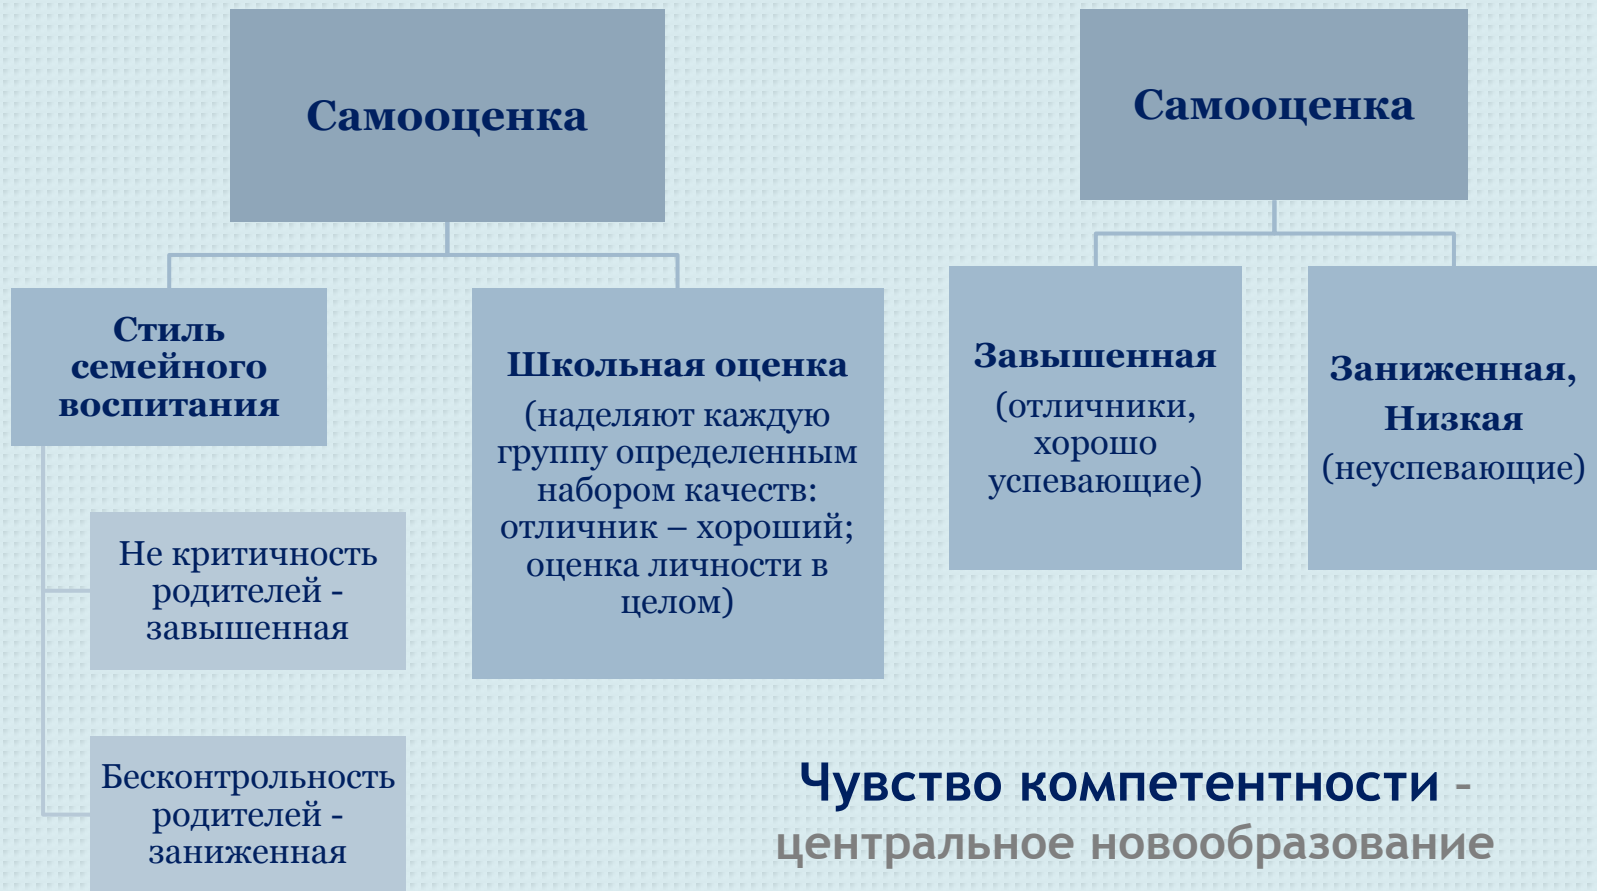 Самооценка
Стиль
семейного
воспитания
Не критичность
родителей -
завышенная
Бесконтрольность
родителей -
заниженная
Школьная оценка
(наделяют каждую
группу определенным
набором качеств:
отличник – хороший;
оценка личности в
целом)
Самооценка
Завышенная
(отличники,
хорошо
успевающие)
Заниженная,
Низкая
(неуспевающие)
Чувство компетентности –
центральное новообразование